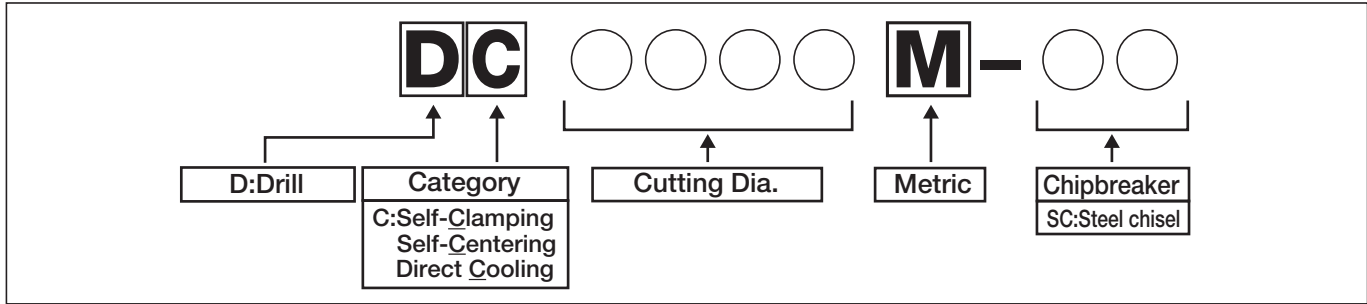 DC ○○○○ M - ○○
D:Drill
Category
Cutting Dia.
Metric
Chipbreaker
C:Self-Clamping
Self-Centering
Direct Cooling
SC:Steel chisel